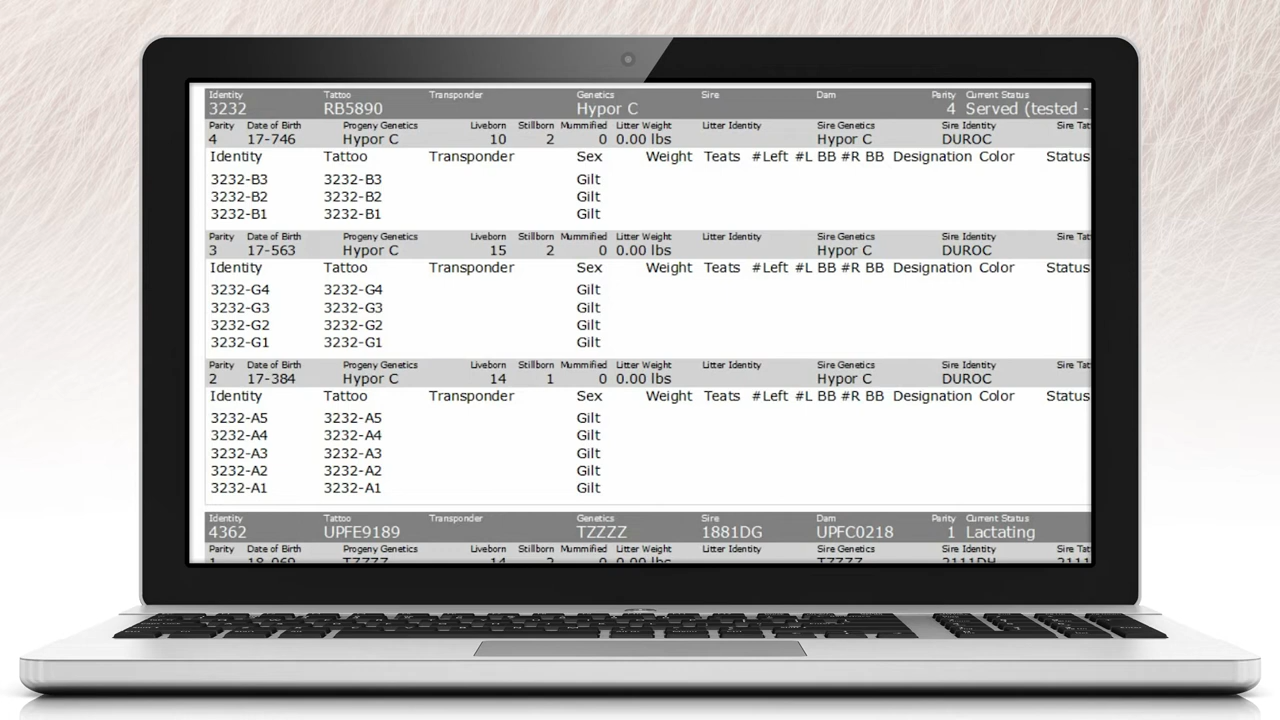 Identity Tattoo Transponder Genetics Sire Dam Parity Current Status
3232 RB5890 Hypor C 4 Served (tested -
Parity Date of Birth Progeny Genetics Liveborn Stillborn Mummified Litter Weight Litter Identity Sire Genetics Sire Identity Sire Tat
4 17-746 Hypor C 10 2 0 0.00 lbs Hypor C DUROC
Identity Tattoo Transponder Sex Weight Teats #Left #L BB #R BB Designation Color Status
3232-B3 3232-B3 Gilt
3232-B2 3232-B2 Gilt
3232-B1 3232-B1 Gilt
Parity Date of Birth Progeny Genetics Liveborn Stillborn Mummified Litter Weight Litter Identity Sire Genetics Sire Identity Sire Tat
3 17-563 Hypor C 15 2 0 0.00 lbs Hypor C DUROC
Identity Tattoo Transponder Sex Weight Teats #Left #L BB #R BB Designation Color Status
3232-G4 3232-G4 Gilt
3232-G3 3232-G3 Gilt
3232-G2 3232-G2 Gilt
3232-G1 3232-G1 Gilt
Parity Date of Birth Progeny Genetics Liveborn Stillborn Mummified Litter Weight Litter Identity Sire Genetics Sire Identity Sire Tat
2 17-384 Hypor C 14 1 0 0.00 lbs Hypor C DUROC
Identity Tattoo Transponder Sex Weight Teats #Left #L BB #R BB Designation Color Status
3232-A5 3232-A5 Gilt
3232-A4 3232-A4 Gilt
3232-A3 3232-A3 Gilt
3232-A2 3232-A2 Gilt
3232-A1 3232-A1 Gilt
Identity Tattoo Transponder Genetics Sire Dam Parity Current Status
4362 UPFE9189 TZZZZ 1881DG UPFC0218 1 Lactating
Parity Date of Birth Progeny Genetics Liveborn Stillborn Mummified Litter Weight Litter Identity Sire Genetics Sire Identity Sire Tat